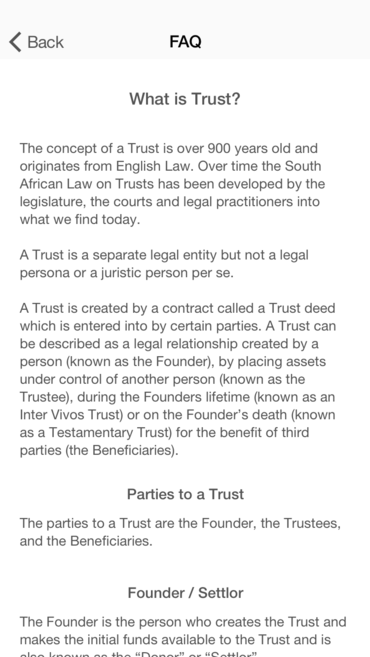 Back
FAQ
What is Trust?
The concept of a Trust is over 900 years old and
originates from English Law. Over time the South
African Law on Trusts has been developed by the
legislature, the courts and legal practitioners into
what we find today.
A Trust is a separate legal entity but not a legal
persona or a juristic person per se.
A Trust is created by a contract called a Trust deed
which is entered into by certain parties. A Trust can
be described as a legal relationship created by a
person (known as the Founder), by placing assets
under control of another person (known as the
Trustee), during the Founders lifetime (known as an
Inter Vivos Trust) or on the Founder’s death (known
as a Testamentary Trust) for the benefit of third
parties (the Beneficiaries).
Parties to a Trust
The parties to a Trust are the Founder, the Trustees,
and the Beneficiaries.
Founder / Settlor
The Founder is the person who creates the Trust and
makes the initial funds available to the Trust and is
also known as the “Donor” or “Settlor”